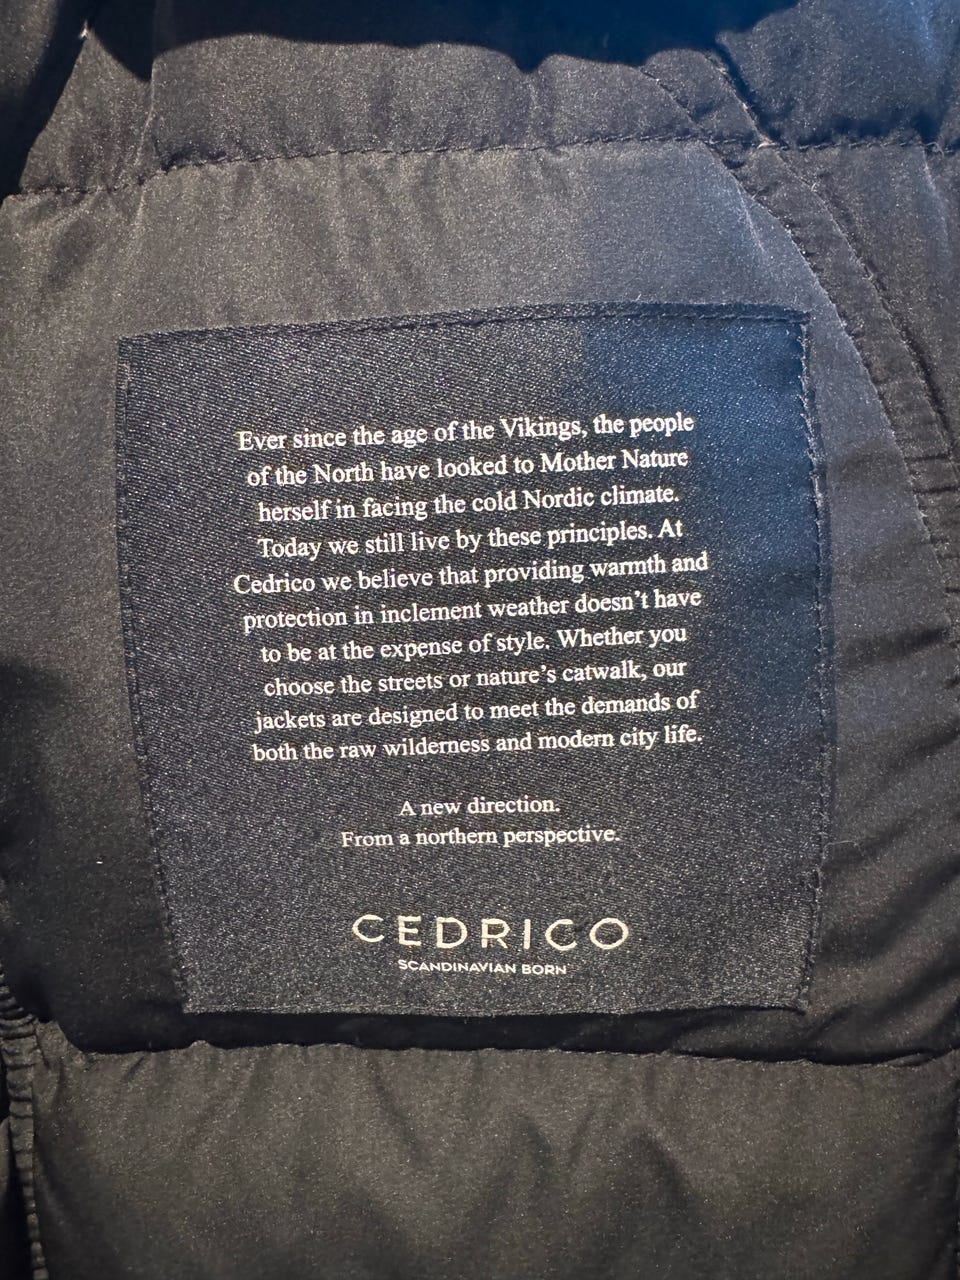 Ever since the age of the Vikings, the people
of the North have looked to Mother Nature
herself in facing the cold Nordic climate.
Today we still live by these principles. At
Cedrico we believe that providing warmth and
protection in inclement weather doesn’t have
to be at the expense of style. Whether you
choose the streets or nature’s catwalk, our
jackets are designed to meet the demands of
both the raw wilderness and modern city life.
A new direction.
From a northern perspective.
CEDRICO
SCANDINAVIAN BORN